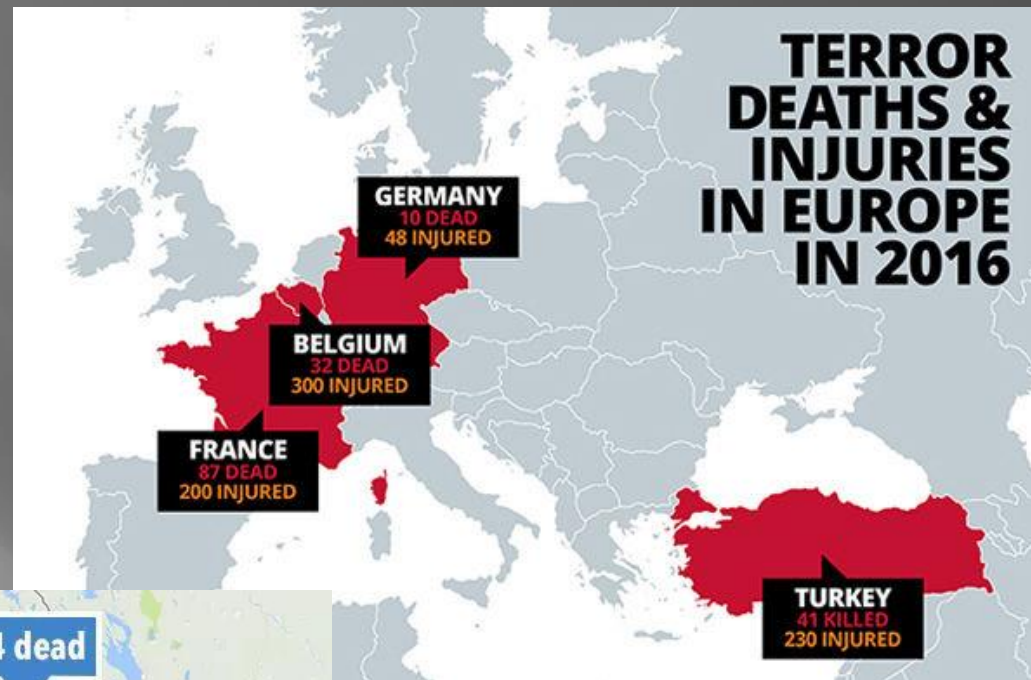 TERROR
DEATHS &
INJURIES
IN EUROPE
IN 2016
GERMANY
10 DEAD
48 INJURED
BELGIUM
32 DEAD
300 INJURED
FRANCE
87 DEAD
200 INJURED
TURKEY
41 KILLED
230 INJURED
dead